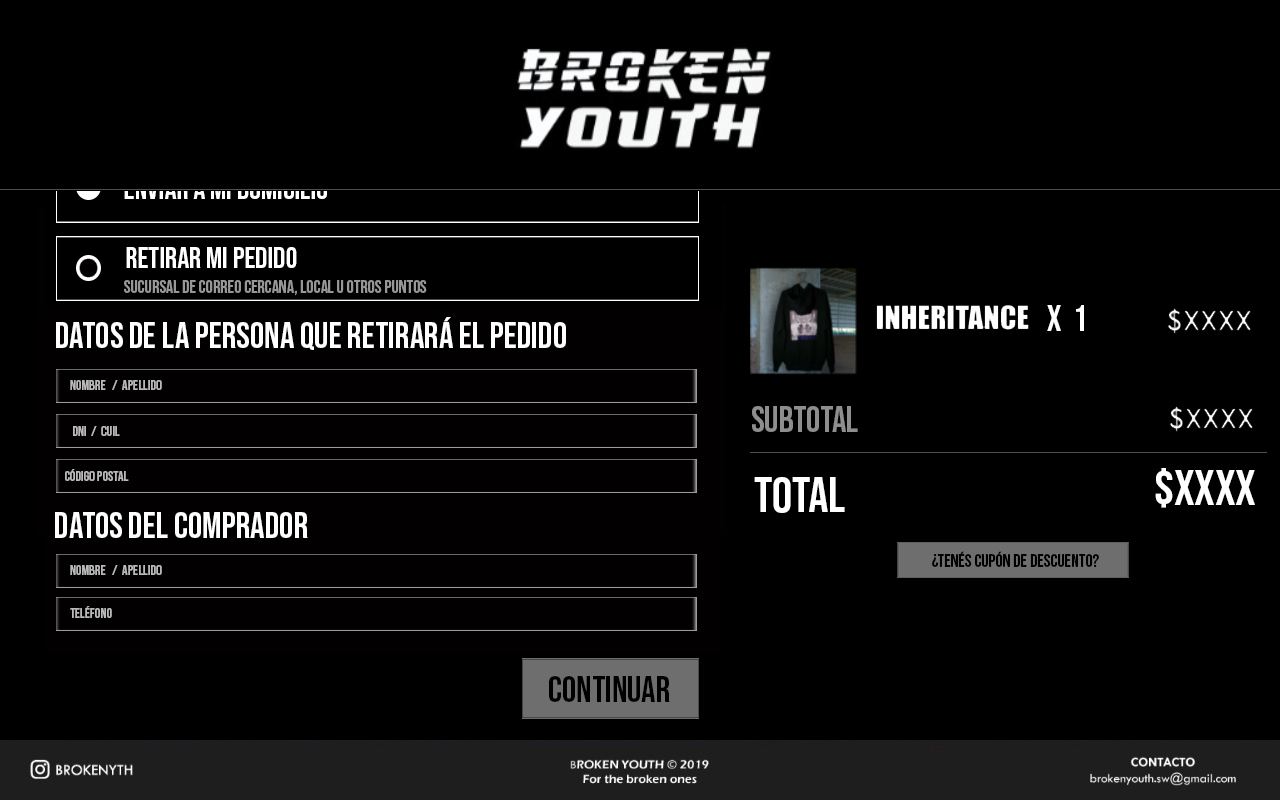 BROKEN
YOUTH
ENVIAR A MI DOMICILIO
RETIRAR MI PEDIDO
SUCURSAL DE CORREO CERCANA, LOCAL U OTROS PUNTOS
DATOS DE LA PERSONA QUE RETIRARÁ EL PEDIDO
NOMBRE / APELLIDO
DNI / CUIL
CÓDIGO POSTAL
DATOS DEL COMPRADOR
NOMBRE / APELLIDO
TELÉFONO
CONTINUAR
INHERITANCE X 1 $XXXX
SUBTOTAL $XXXX
TOTAL $XXXX
¿TENÉS CUPÓN DE DESCUENTO?
BROKENYTH
BROKEN YOUTH © 2019
For the broken ones
CONTACTO
brokenyouth.sw@gmail.com